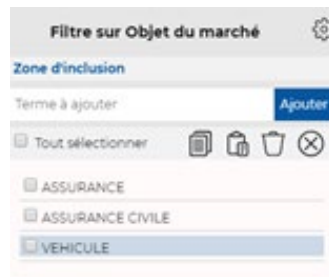 Filtre sur Objet du marché
Zone d'inclusion
Terme à ajouter Ajouter
Tout sélectionner
ASSURANCE
ASSURANCE CIVILE
VEHICULE